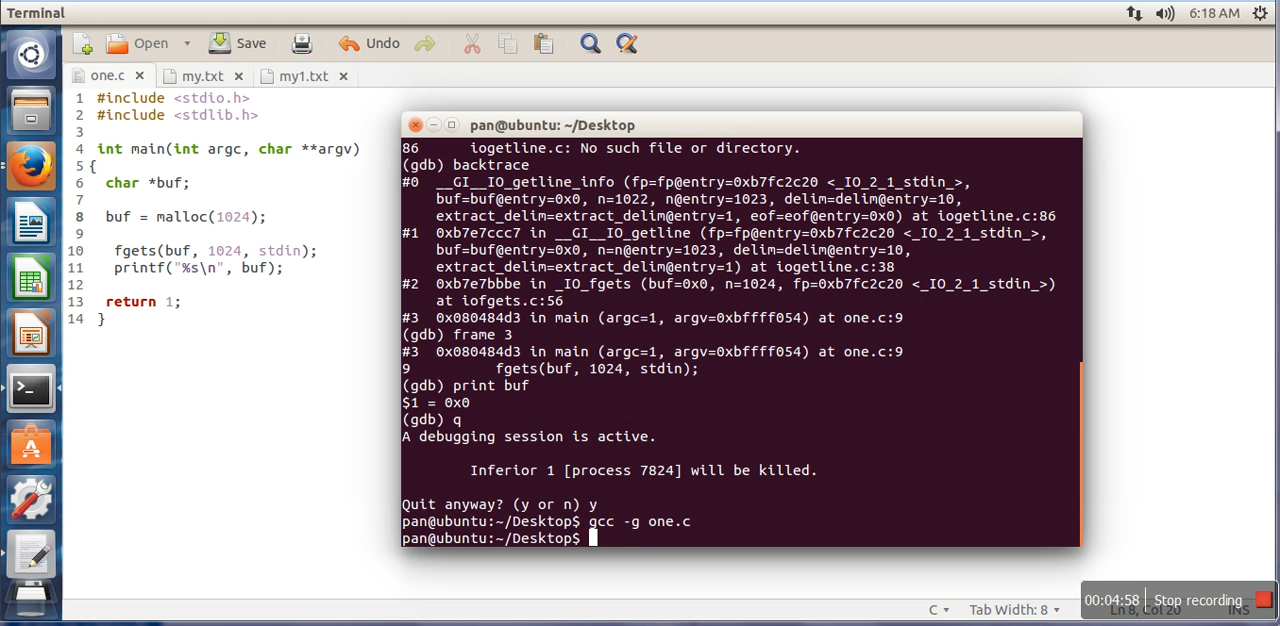 Terminal
6:18 AM
Open
Save
Undo
one.c
my.txt
my1.txt
1 #include <stdio.h>
2 #include <stdlib.h>
3
4 int main(int argc, char **argv)
5 {
6 char *buf;
7
8 buf = malloc(1024);
9
10 fgets(buf, 1024, stdin);
11 printf("%s\n", buf);
12
13 return 1;
14 }
pan@ubuntu: ~/Desktop
86 iogetline.c: No such file or directory.
(gdb) backtrace
#0 __GI__IO_getline_info (fp=fp@entry=0xb7fc2c20 <_IO_2_1_stdin_>,
buf=buf@entry=0x0, n=1022, n@entry=1023, delim=delim@entry=10,
extract_delim=extract_delim@entry=1, eof=eof@entry=0x0) at iogetline.c:86
#1 0xb7e7ccc7 in __GI__IO_getline (fp=fp@entry=0xb7fc2c20 <_IO_2_1_stdin_>,
buf=buf@entry=0x0, n=n@entry=1023, delim=delim@entry=10,
extract_delim=extract_delim@entry=1) at iogetline.c:38
#2 0xb7e7bbbe in _IO_fgets (buf=0x0, n=1024, fp=0xb7fc2c20 <_IO_2_1_stdin_>)
at iofgets.c:56
#3 0x080484d3 in main (argc=1, argv=0xbffff054) at one.c:9
(gdb) frame 3
#3 0x080484d3 in main (argc=1, argv=0xbffff054) at one.c:9
9 fgets(buf, 1024, stdin);
(gdb) print buf
$1 = 0x0
(gdb) q
A debugging session is active.
Inferior 1 [process 7824] will be killed.
Quit anyway? (y or n) y
pan@ubuntu:~/Desktop$ gcc -g one.c
pan@ubuntu:~/Desktop$
C
Tab Width: 8
Ln 8, Col 20
INS
00:04:58
Stop recording